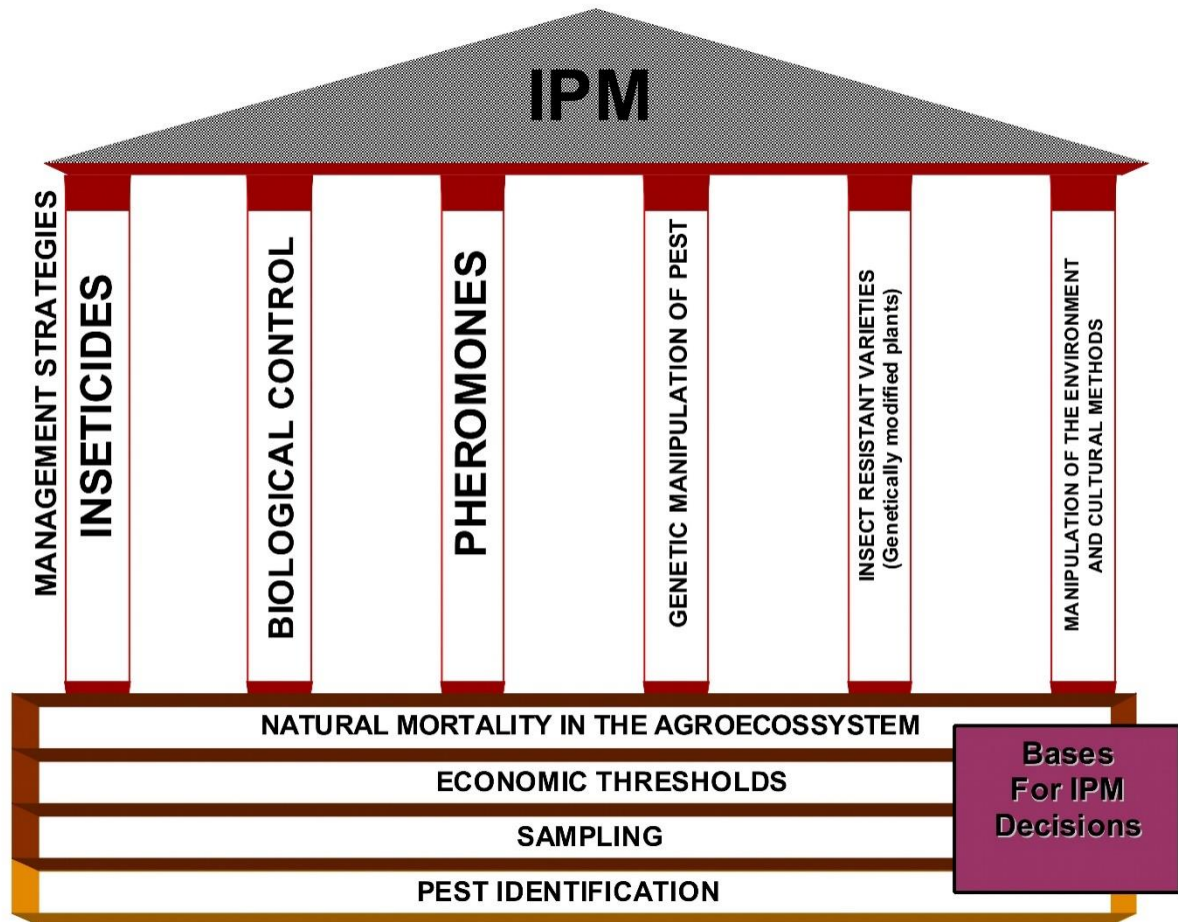 IPM
MANAGEMENT STRATEGIES
INSETICIDES
BIOLOGICAL CONTROL
PHEROMONES
GENETIC MANIPULATION OF PEST
INSECT RESISTANT VARIETIES
(Genetically modified plants)
MANIPULATION OF THE ENVIRONMENT
AND CULTURAL METHODS
NATURAL MORTALITY IN THE AGROECOSSYSTEM
ECONOMIC THRESHOLDS
SAMPLING
PEST IDENTIFICATION
Bases
For IPM
Decisions